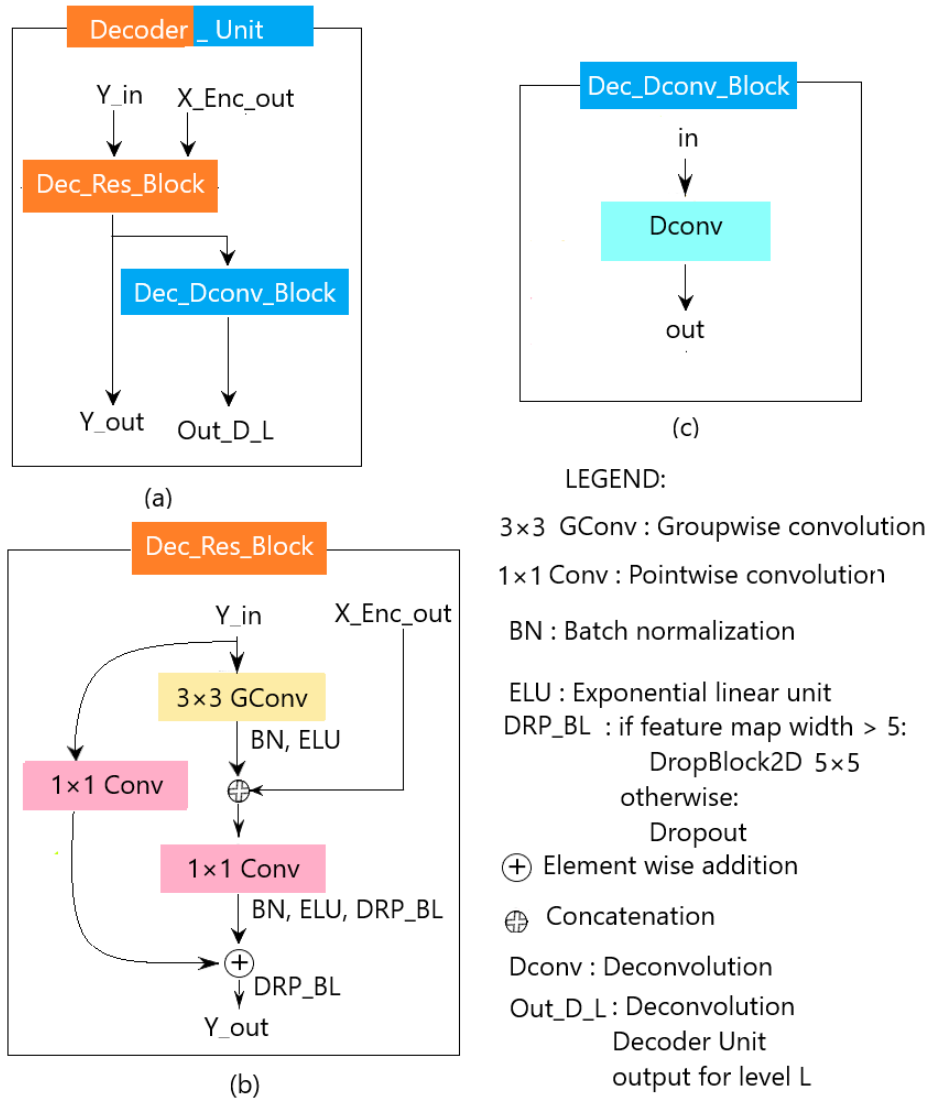 Decoder_ Unit
Y_in
X_Enc_out
Dec_Res_Block
Dec_Dconv_Block
Y_out
Out_D_L
(a)
Dec_Dconv_Block
in
Dconv
out
(c)
Dec_Res_Block
Y_in
X_Enc_out
3×3 GConv
BN, ELU
1×1 Conv
1×1 Conv
BN, ELU, DRP_BL
DRP_BL
Y_out
(b)
LEGEND:
3×3 GConv : Groupwise convolution
1×1 Conv : Pointwise convolution
BN : Batch normalization
ELU : Exponential linear unit
DRP_BL : if feature map width > 5:
DropBlock2D 5×5
otherwise:
Dropout
Element wise addition
Concatenation
Dconv : Deconvolution
Out_D_L : Deconvolution
Decoder Unit
output for level L